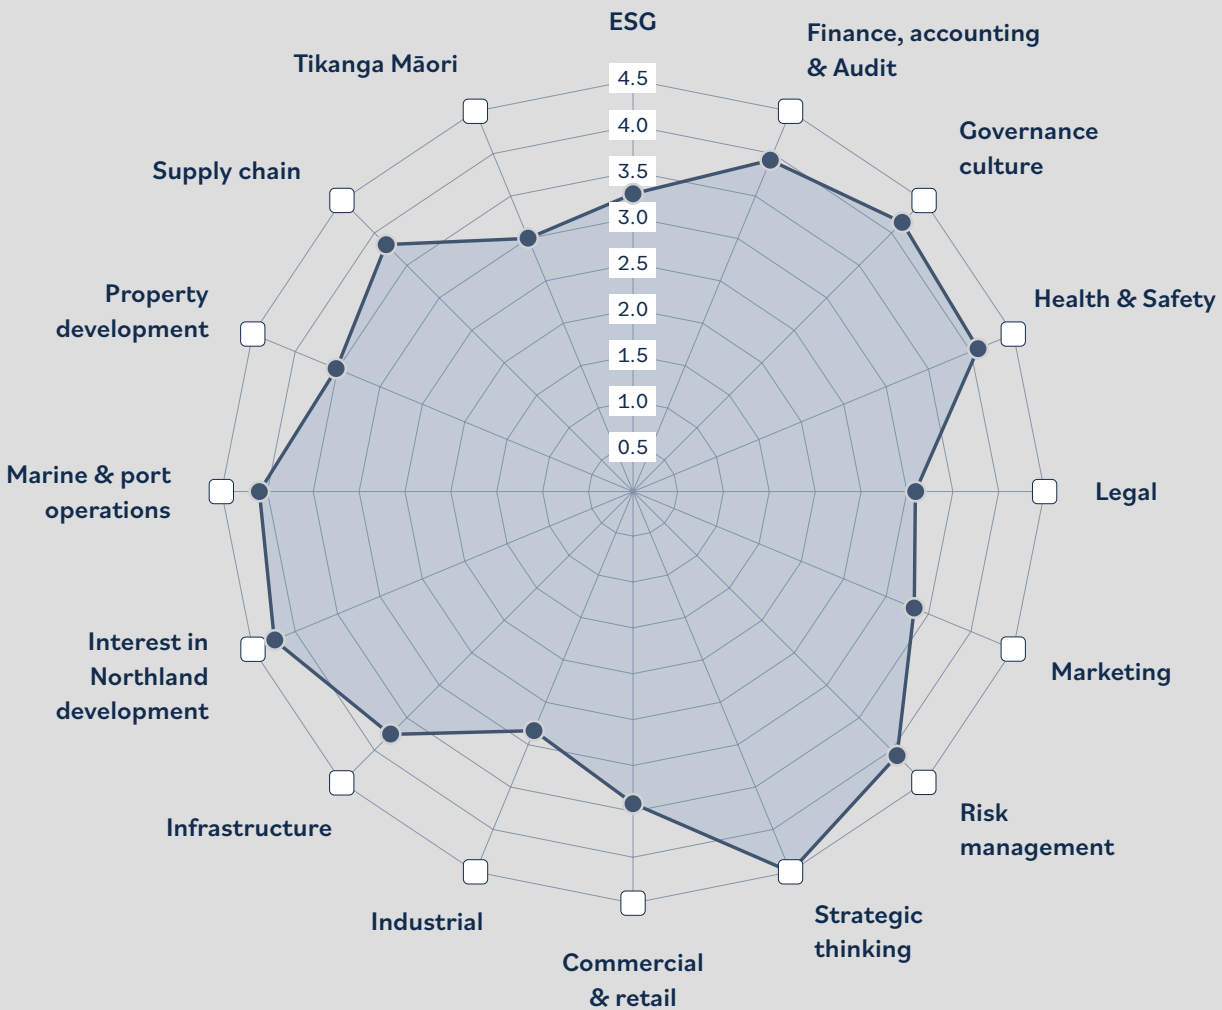 ESG
Finance, accounting
& Audit
Governance
culture
Health & Safety
Legal
Marketing
Risk
management
Strategic
thinking
Commercial
& retail
Industrial
Infrastructure
Interest in
Northland
development
Marine & port
operations
Property
development
Supply chain
Tikanga Māori
4.5
4.0
3.5
3.0
2.5
2.0
1.5
1.0
0.5